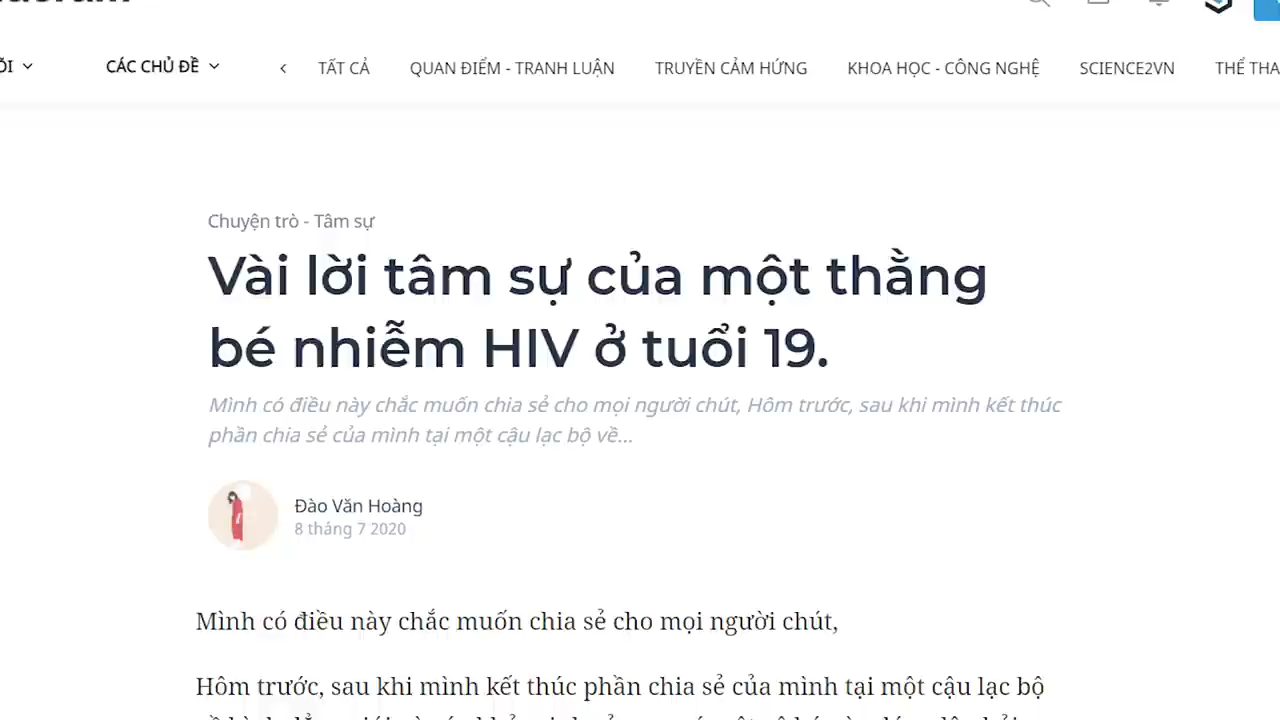 CÁC CHỦ ĐỀ
TẤT CẢ
QUAN ĐIỂM - TRANH LUẬN
TRUYỀN CẢM HỨNG
KHOA HỌC - CÔNG NGHỆ
SCIENCE2VN
THỂ THA
Chuyện trò - Tâm sự
Vài lời tâm sự của một thằng
bé nhiễm HIV ở tuổi 19.
Mình có điều này chắc muốn chia sẻ cho mọi người chút, Hôm trước, sau khi mình kết thúc
phần chia sẻ của mình tại một cậu lạc bộ về...
Đào Văn Hoàng
8 tháng 7 2020
Mình có điều này chắc muốn chia sẻ cho mọi người chút,
Hôm trước, sau khi mình kết thúc phần chia sẻ của mình tại một cậu lạc bộ